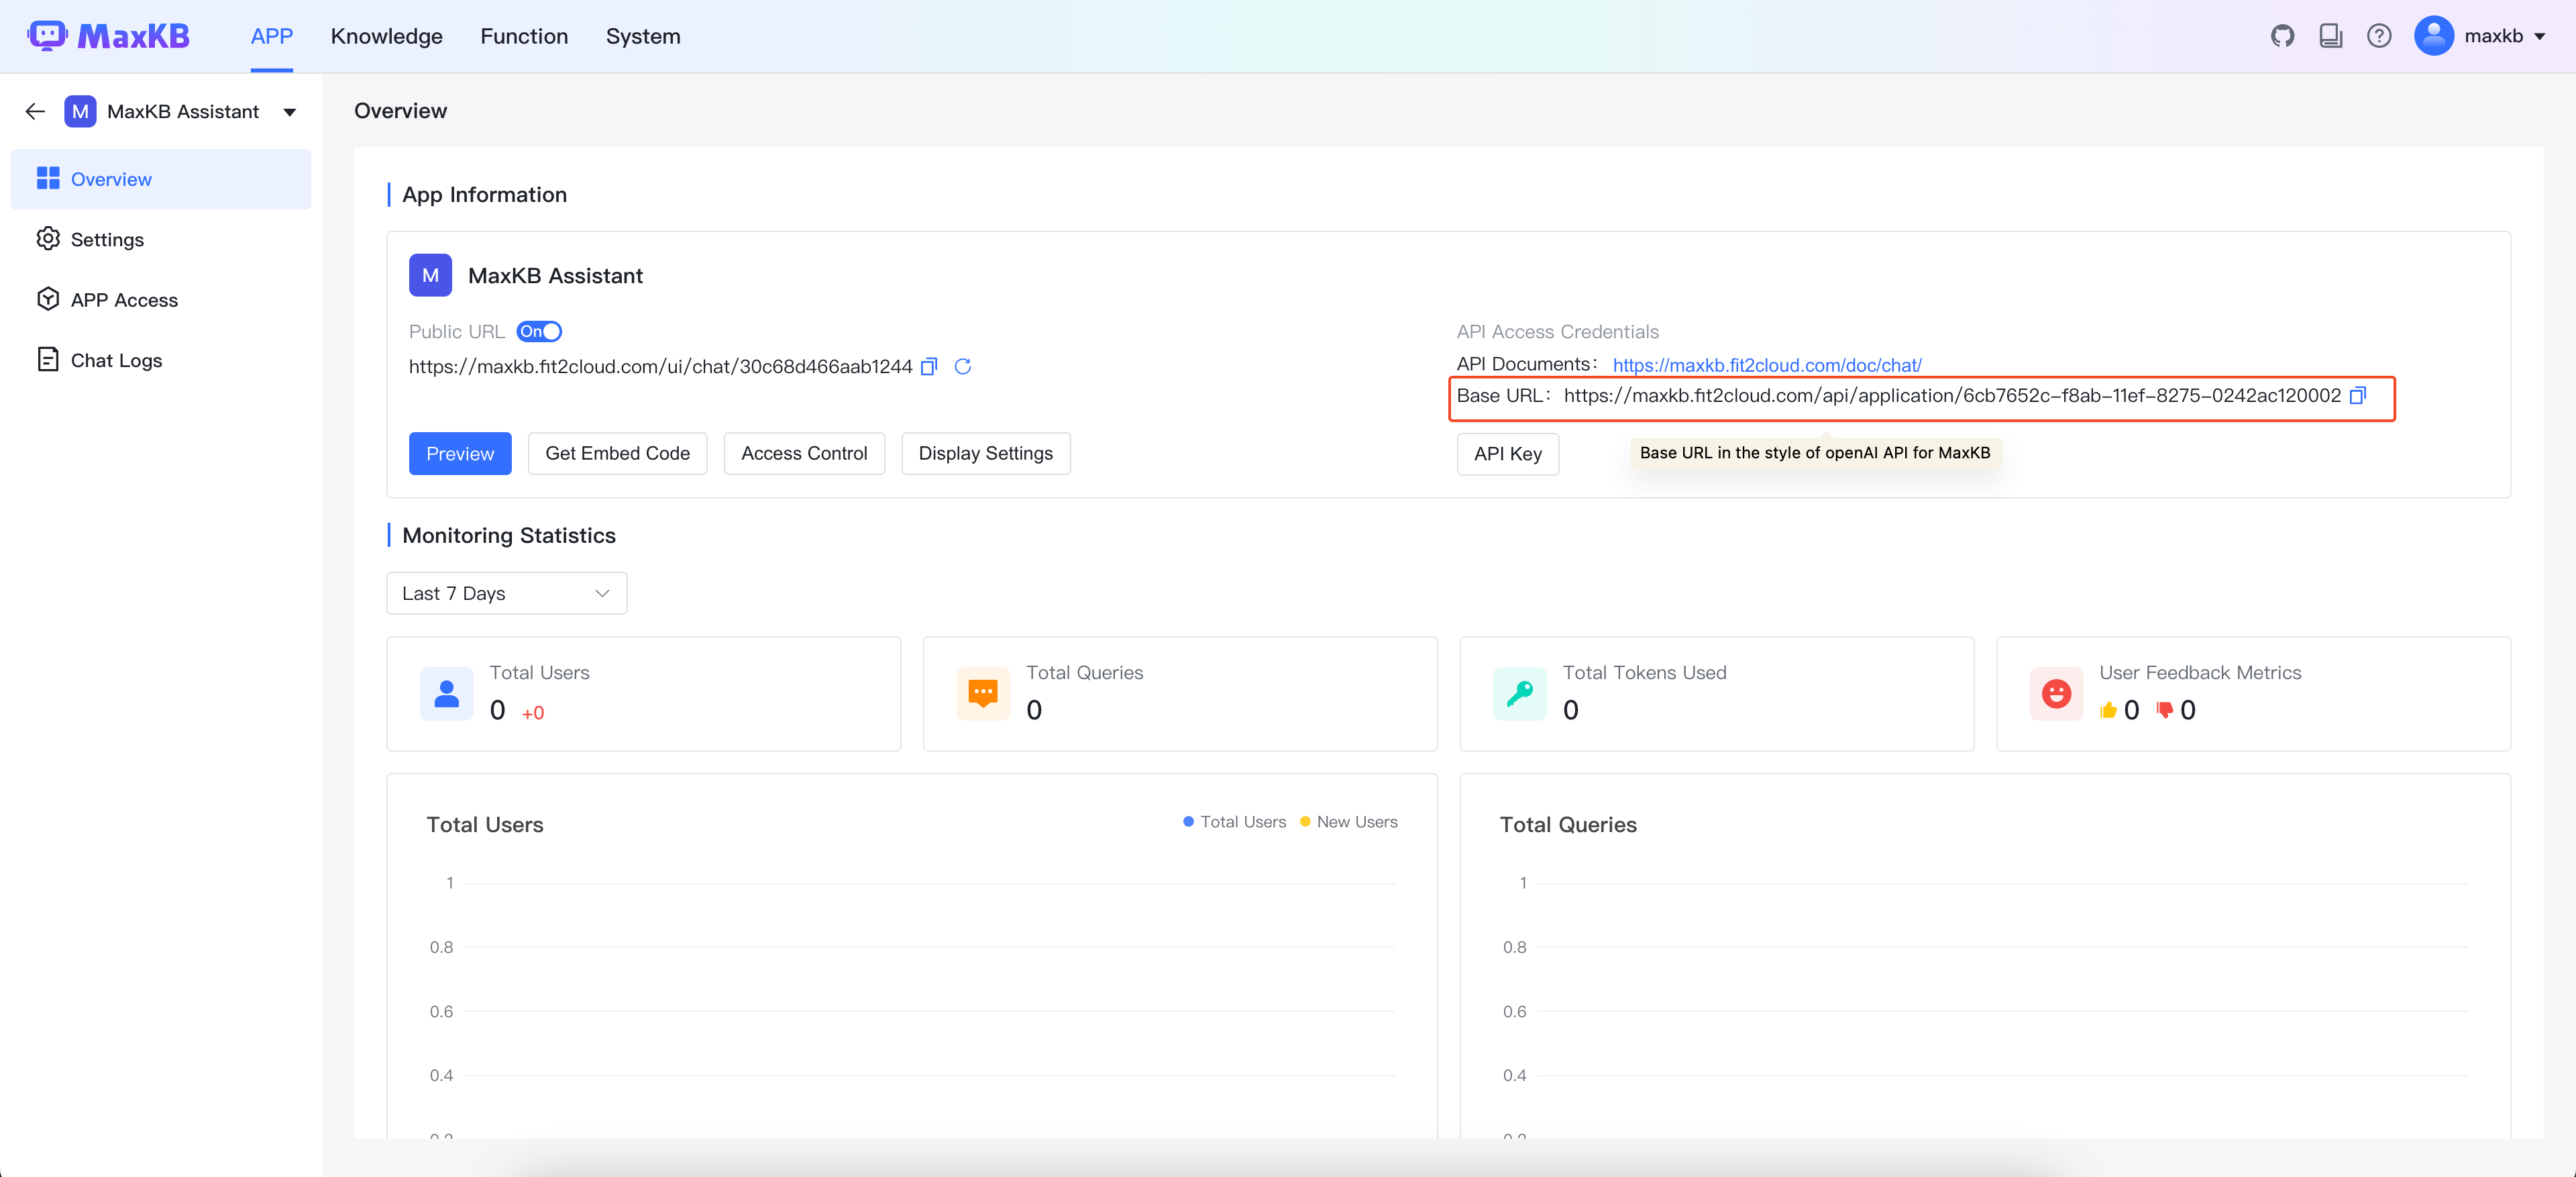 MaxKB APP Knowledge Function System maxkb
M MaxKB Assistant
Overview
Settings
APP Access
Chat Logs
Overview
App Information
M MaxKB Assistant
Public URL On
https://maxkb.fit2cloud.com/ui/chat/30c68d466aab1244
Preview Get Embed Code Access Control Display Settings
API Access Credentials
API Documents： https://maxkb.fit2cloud.com/doc/chat/
Base URL： https://maxkb.fit2cloud.com/api/application/6cb7652c-f8ab-11ef-8275-0242ac120002
API Key
Base URL in the style of openAI API for MaxKB
Monitoring Statistics
Last 7 Days
Total Users
0 +0
Total Queries
0
Total Tokens Used
0
User Feedback Metrics
0 0
Total Users
Total Users New Users
1
0.8
0.6
0.4
Total Queries
1
0.8
0.6
0.4